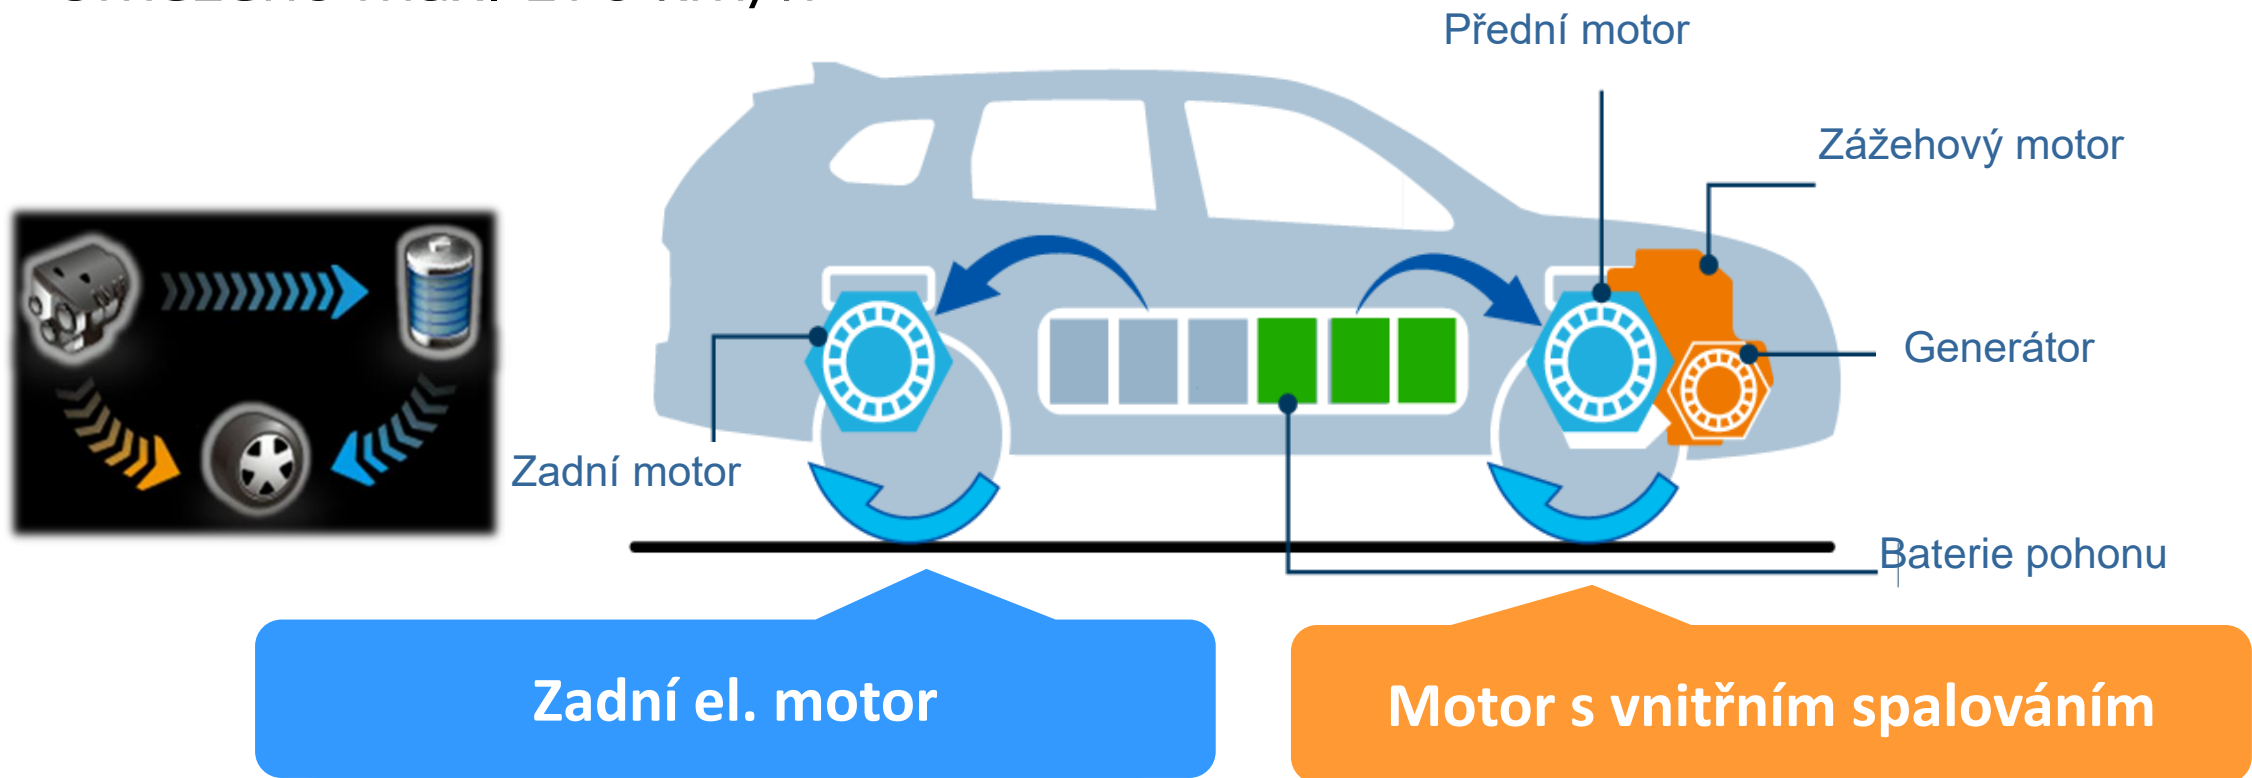 Přední motor
Zážehový motor
Generátor
Zadní motor
Baterie pohonu
Zadní el. motor
Motor s vnitřním spalováním